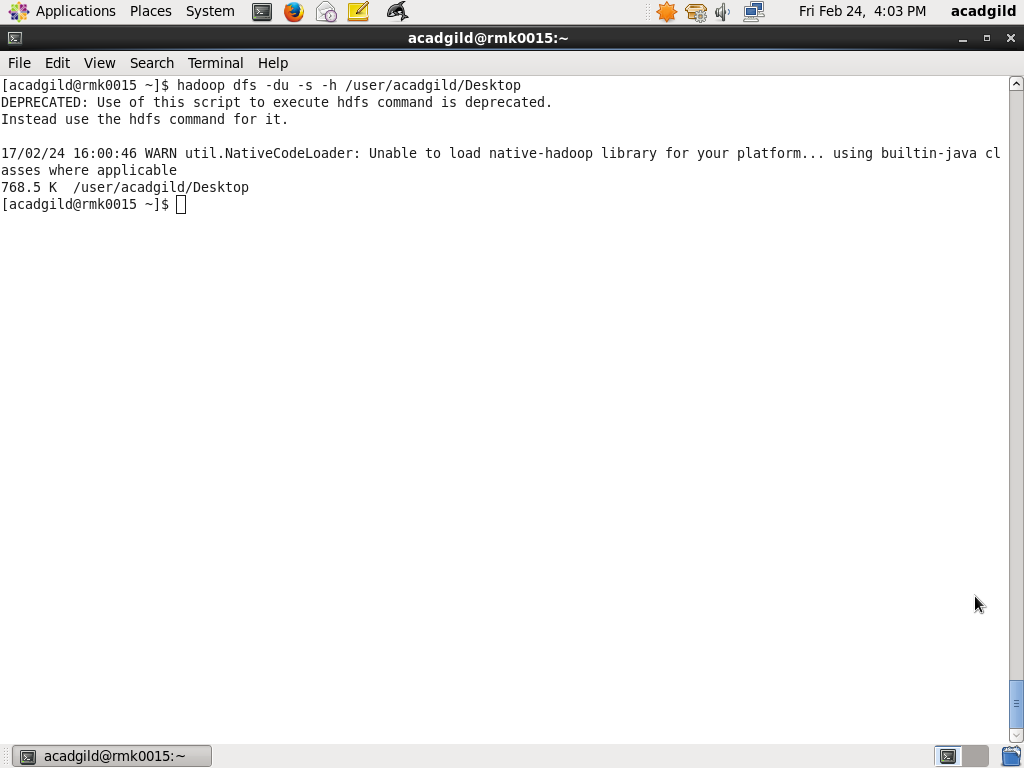 Applications Places System Fri Feb 24, 4:03 PM acadgild
acadgild@rmk0015:~
File Edit View Search Terminal Help
[acadgild@rmk0015 ~]$ hadoop dfs -du -s -h /user/acadgild/Desktop
DEPRECATED: Use of this script to execute hdfs command is deprecated.
Instead use the hdfs command for it.
17/02/24 16:00:46 WARN util.NativeCodeLoader: Unable to load native-hadoop library for your platform... using builtin-java cl
asses where applicable
768.5 K  /user/acadgild/Desktop
[acadgild@rmk0015 ~]$
acadgild@rmk0015:~